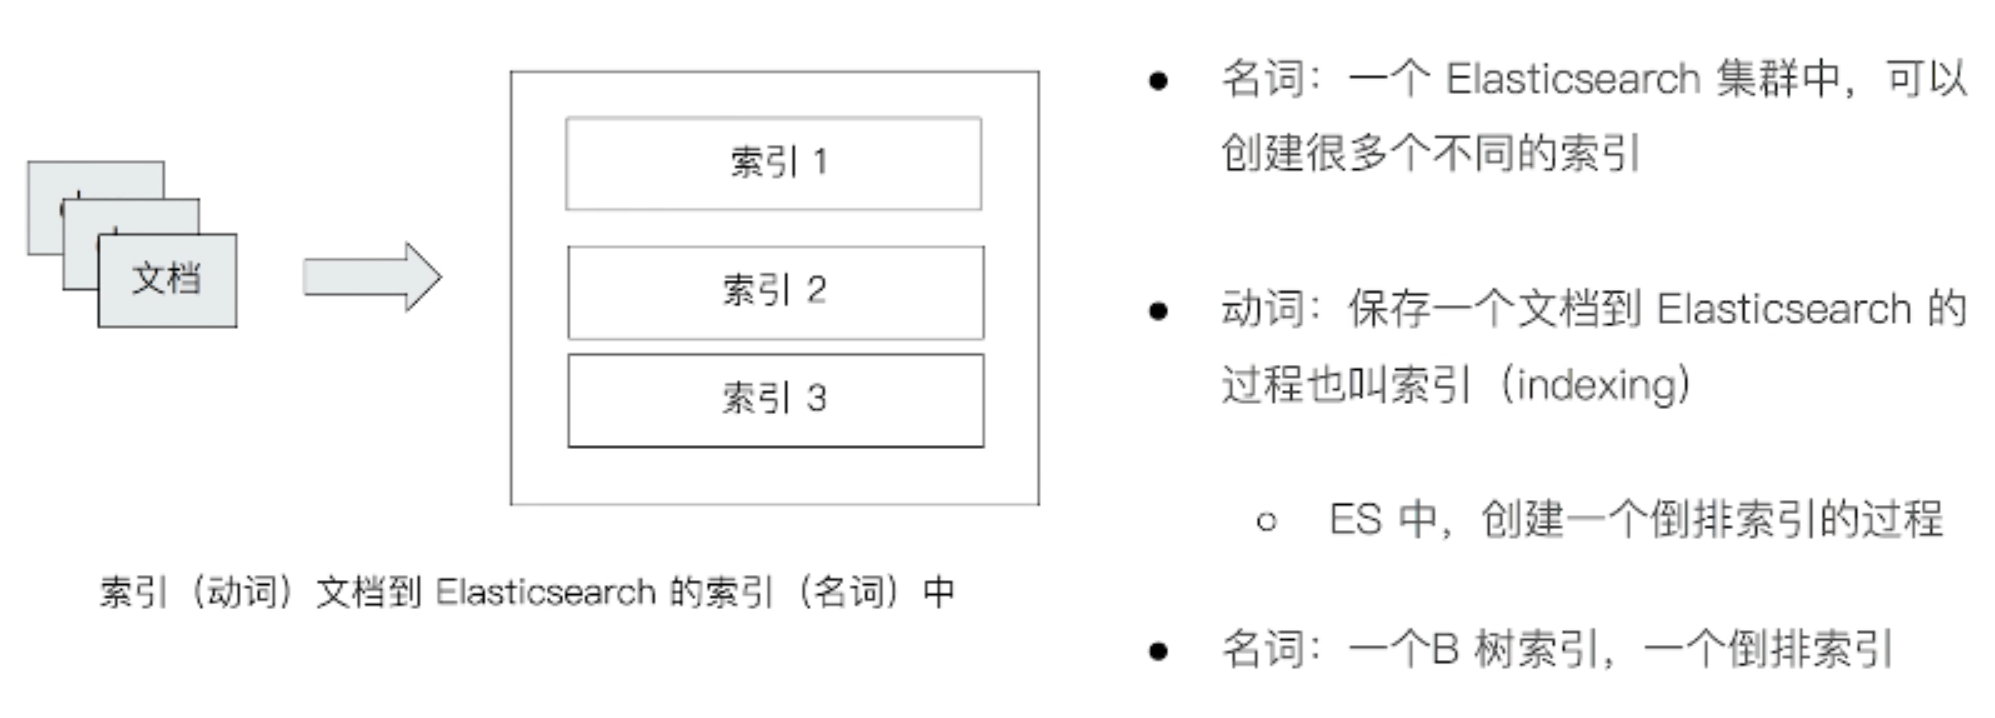 文档
索引 1
索引 2
索引 3
索引（动词）文档到 Elasticsearch 的索引（名词）中
● 名词：一个 Elasticsearch 集群中，可以
创建很多个不同的索引
● 动词：保存一个文档到 Elasticsearch 的
过程也叫索引（indexing）
○ ES 中，创建一个倒排索引的过程
● 名词：一个B 树索引，一个倒排索引